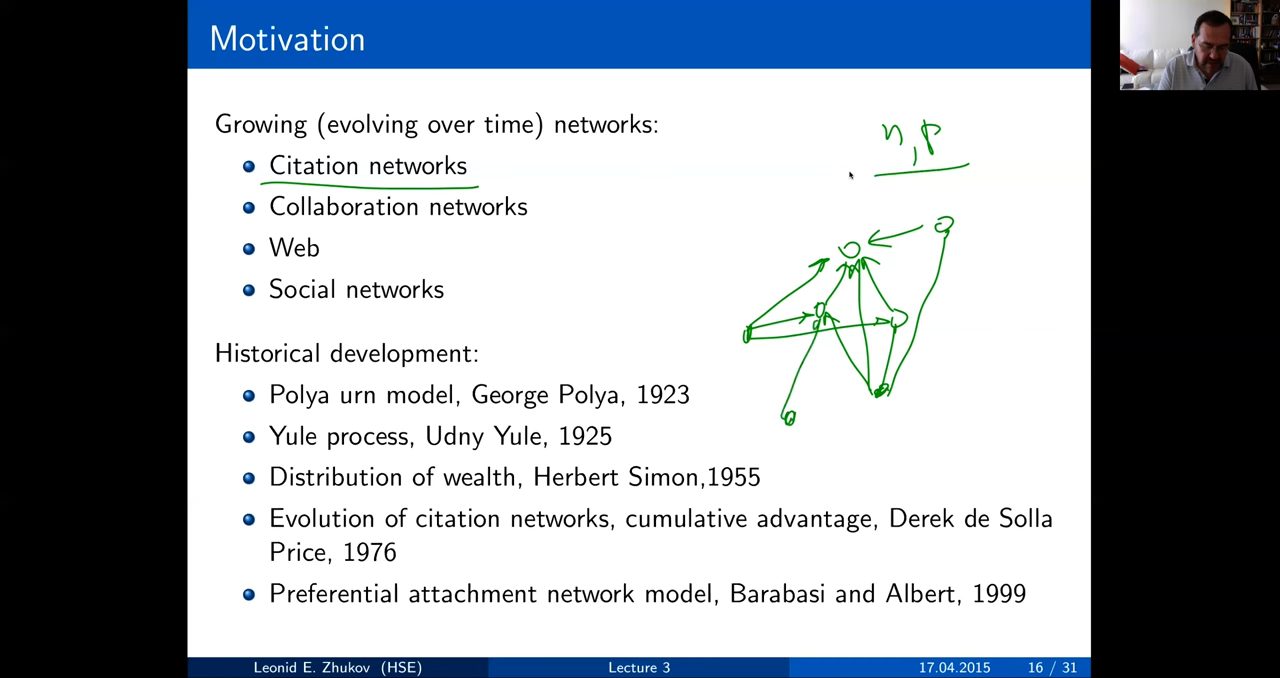 Motivation
Growing (evolving over time) networks:
Citation networks
Collaboration networks
Web
Social networks
n, p
Historical development:
Polya urn model, George Polya, 1923
Yule process, Udny Yule, 1925
Distribution of wealth, Herbert Simon,1955
Evolution of citation networks, cumulative advantage, Derek de Solla
Price, 1976
Preferential attachment network model, Barabasi and Albert, 1999
Leonid E. Zhukov (HSE) Lecture 3 17.04.2015 16 / 31